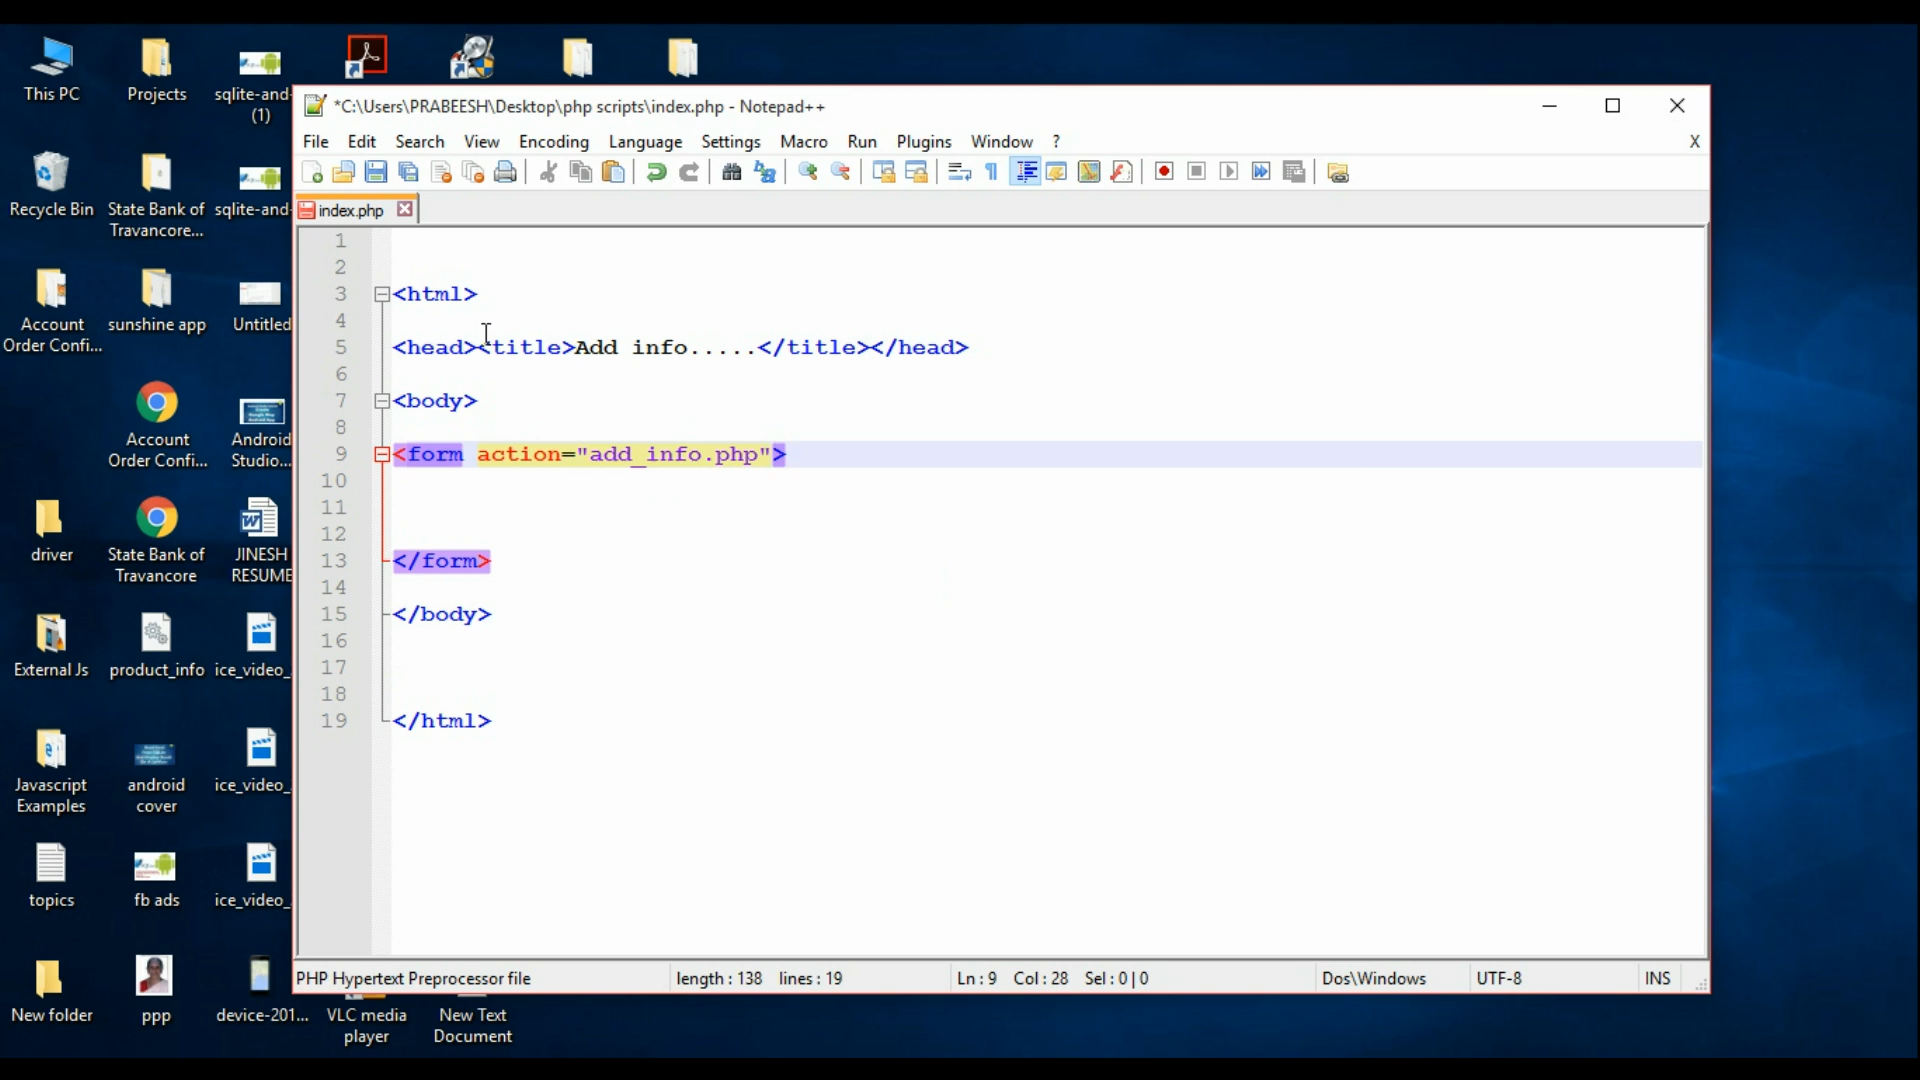 This PC
Projects
sqlite-and-
(1)
Recycle Bin
State Bank of
Travancore...
sqlite-and-
Account
Order Confi...
sunshine app
Untitled
Account
Order Confi...
Android
Studio...
driver
State Bank of
Travancore
JINESH
RESUME
External Js
product_info
ice_video_
Javascript
Examples
android
cover
ice_video_
topics
fb ads
ice_video_
New folder
ppp
device-201...
VLC media
player
New Text
Document
*C:\Users\PRABEESH\Desktop\php scripts\index.php - Notepad++
File Edit Search View Encoding Language Settings Macro Run Plugins Window ? X
index.php
1
2
3 <html>
4
5 <head><title>Add info.....</title></head>
6
7 <body>
8
9 <form action="add_info.php">
10
11
12
13 </form>
14
15 </body>
16
17
18
19 </html>
PHP Hypertext Preprocessor file length : 138 lines : 19 Ln : 9 Col : 28 Sel : 0 | 0 Dos\Windows UTF-8 INS